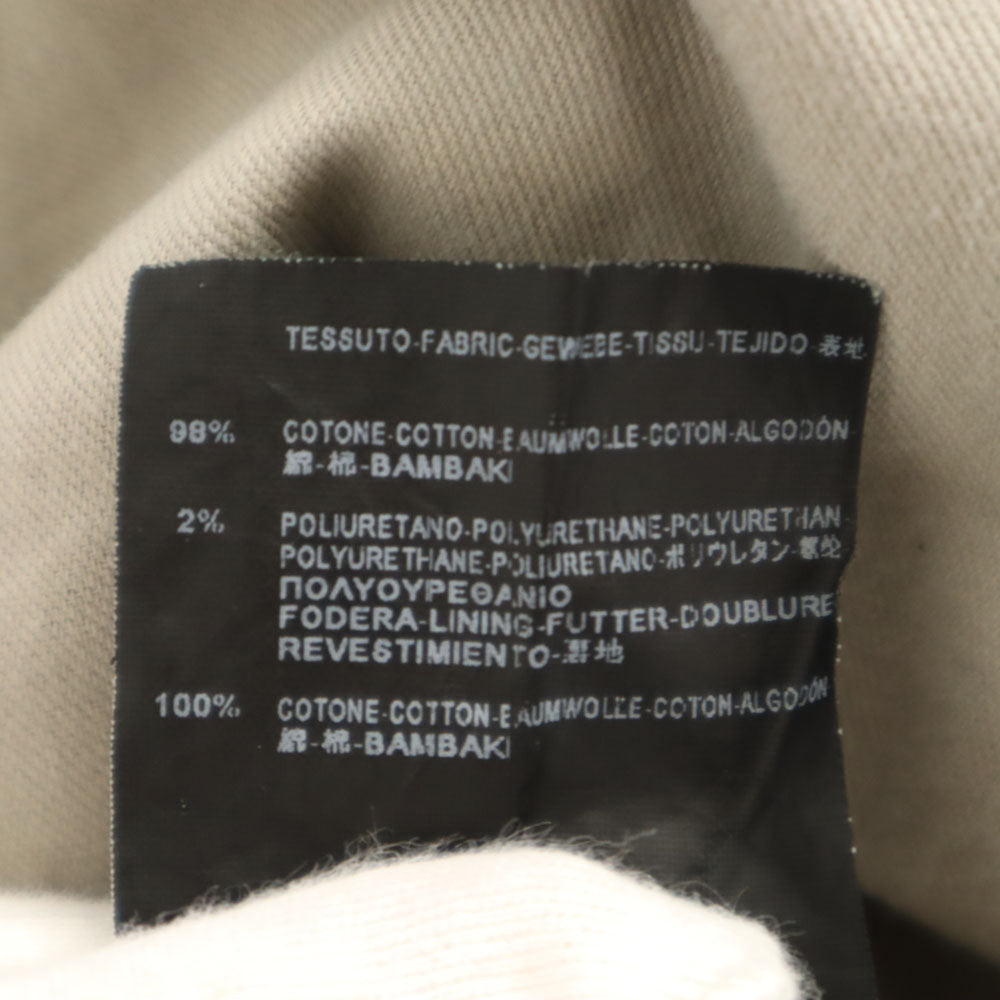 TESSUTO-FABRIC-GEWEBE-TISSU-TEJIDO-表地
98% COTONE-COTTON-BAUMWOLLE-COTON-ALGODÓN
綿-棉-BAMBAKI
2% POLIURETANO-POLYURETHANE-POLYURETHAN
POLYURETHANE-POLIURETANO-ポリウレタン-氨纶-
ΠΟΛΥΟΥΡΕΘΑΝΙΟ
FODERA-LINING-FUTTER-DOUBLURE
REVESTIMIENTO-裏地
100% COTONE-COTTON-BAUMWOLLE-COTON-ALGODÓN
綿-棉-BAMBAKI